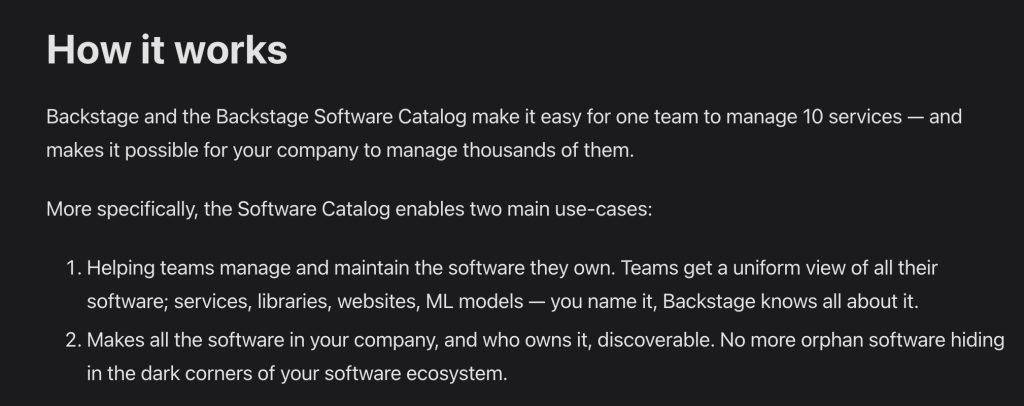 How it works
Backstage and the Backstage Software Catalog make it easy for one team to manage 10 services — and
makes it possible for your company to manage thousands of them.
More specifically, the Software Catalog enables two main use-cases:
1. Helping teams manage and maintain the software they own. Teams get a uniform view of all their
software; services, libraries, websites, ML models — you name it, Backstage knows all about it.
2. Makes all the software in your company, and who owns it, discoverable. No more orphan software hiding
in the dark corners of your software ecosystem.